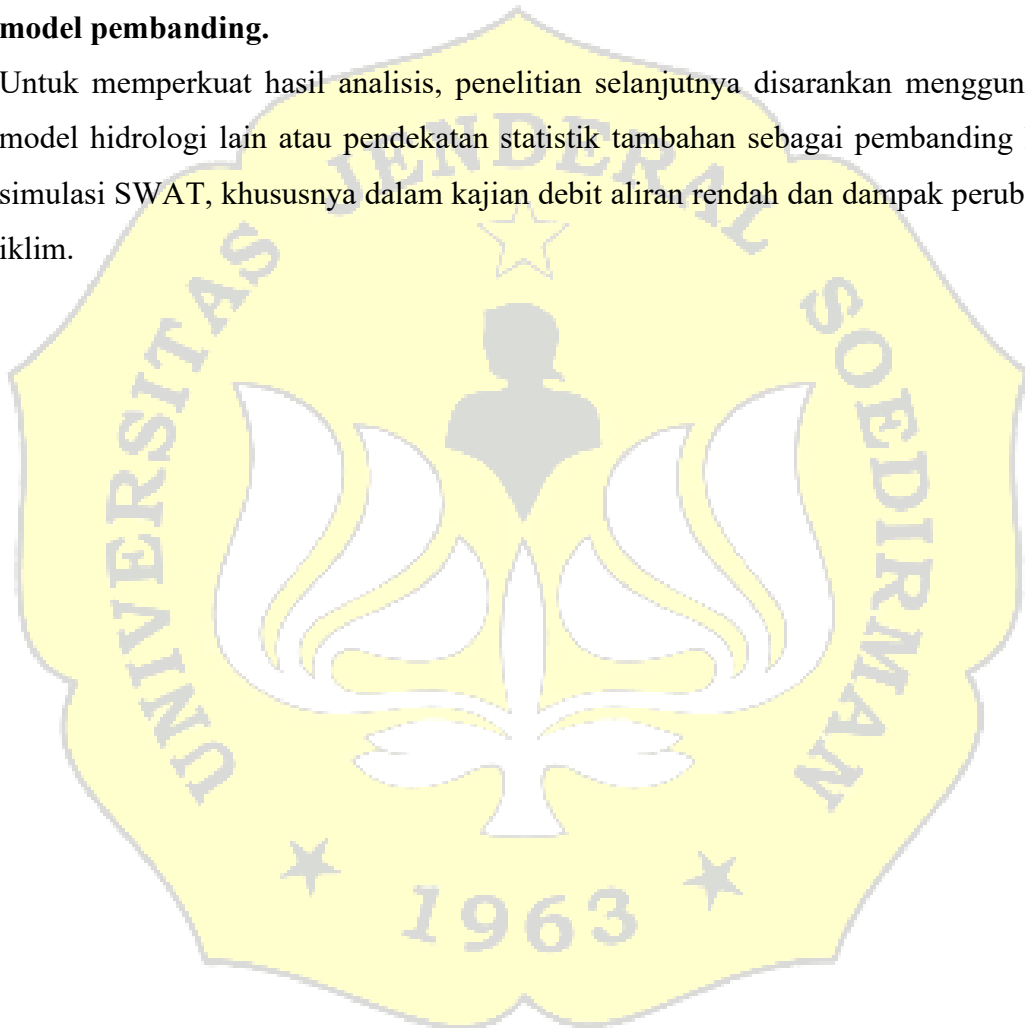 model pembanding.
Untuk memperkuat hasil analisis, penelitian selanjutnya disarankan menggun
model hidrologi lain atau pendekatan statistik tambahan sebagai pembanding
simulasi SWAT, khususnya dalam kajian debit aliran rendah dan dampak perub
iklim.
UNIVERSITAS JENDERAL SOEDIRMAN
1963